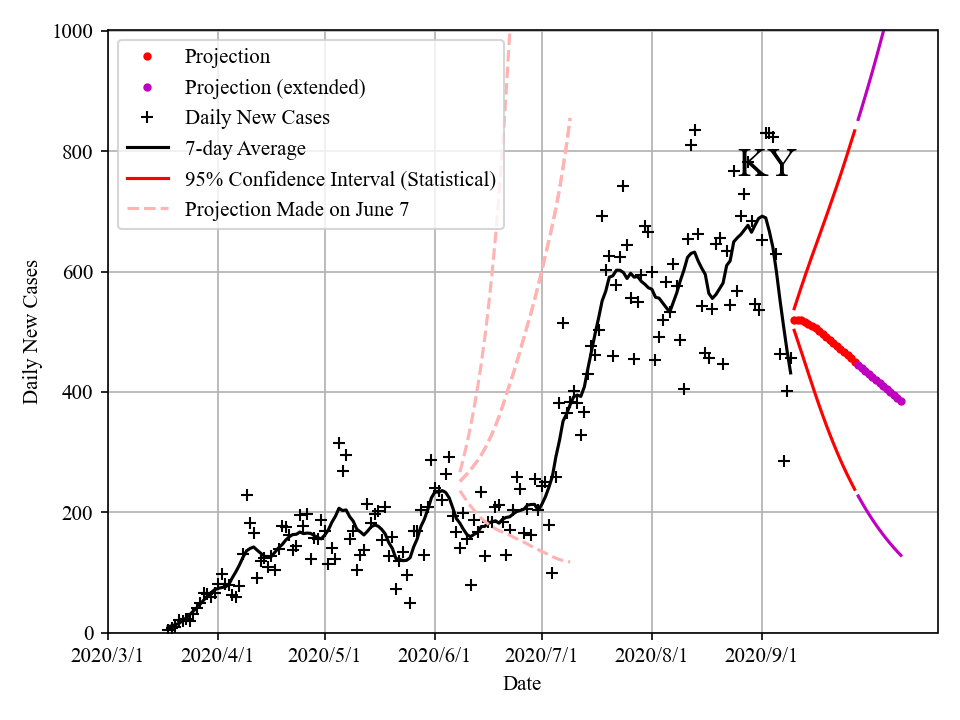 1000
800
600
400
200
0
Daily New Cases
Projection
Projection (extended)
Daily New Cases
7-day Average
95% Confidence Interval (Statistical)
Projection Made on June 7
KY
2020/3/1 2020/4/1 2020/5/1 2020/6/1 2020/7/1 2020/8/1 2020/9/1
Date